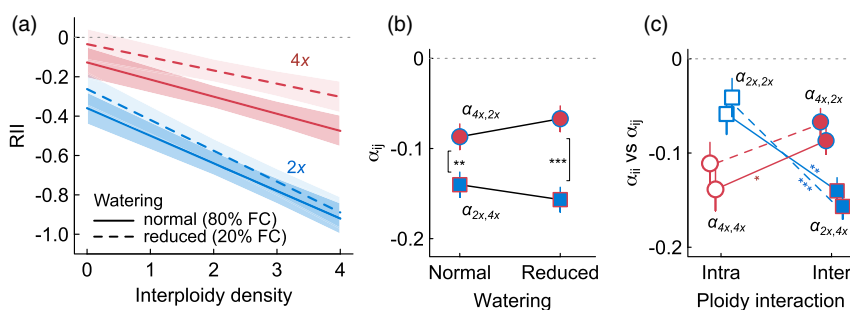 (a)
RII
0
-0.2
-0.4
-0.6
-0.8
-1.0
4x
2x
Watering
normal (80% FC)
reduced (20% FC)
0 1 2 3 4
Interploidy density
(b)
αij
0
-0.1
-0.2
α4x,2x
**
***
α2x,4x
Normal Reduced
Watering
(c)
αii vs αij
0
-0.1
-0.2
α2x,2x
α4x,2x
**
***
*
α4x,4x
α2x,4x
Intra Inter
Ploidy interaction